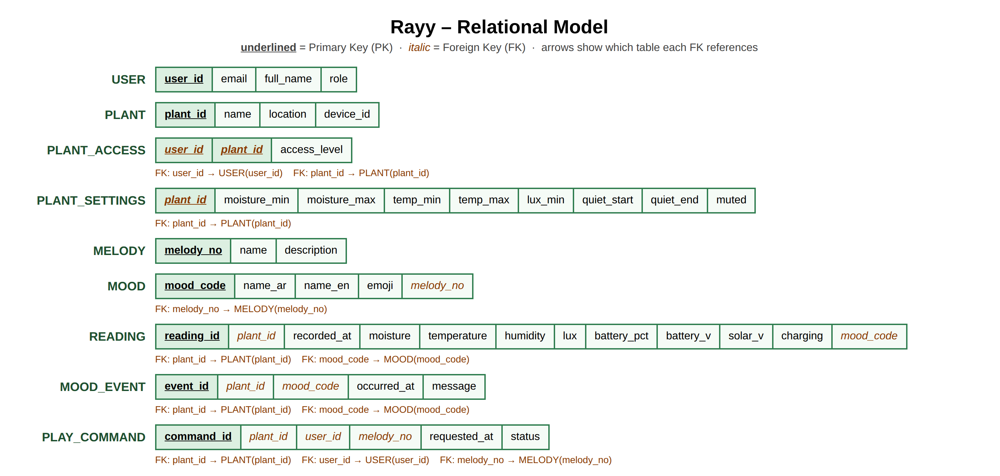 Rayy – Relational Model
underlined = Primary Key (PK) · italic = Foreign Key (FK) · arrows show which table each FK references
USER user_id email full_name role
PLANT plant_id name location device_id
PLANT_ACCESS user_id plant_id access_level
FK: user_id → USER(user_id) FK: plant_id → PLANT(plant_id)
PLANT_SETTINGS plant_id moisture_min moisture_max temp_min temp_max lux_min quiet_start quiet_end muted
FK: plant_id → PLANT(plant_id)
MELODY melody_no name description
MOOD mood_code name_ar name_en emoji melody_no
FK: melody_no → MELODY(melody_no)
READING reading_id plant_id recorded_at moisture temperature humidity lux battery_pct battery_v solar_v charging mood_code
FK: plant_id → PLANT(plant_id) FK: mood_code → MOOD(mood_code)
MOOD_EVENT event_id plant_id mood_code occurred_at message
FK: plant_id → PLANT(plant_id) FK: mood_code → MOOD(mood_code)
PLAY_COMMAND command_id plant_id user_id melody_no requested_at status
FK: plant_id → PLANT(plant_id) FK: user_id → USER(user_id) FK: melody_no → MELODY(melody_no)